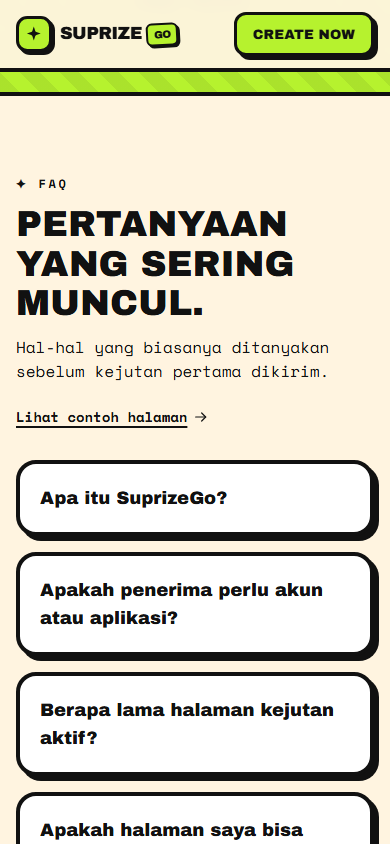 SUPRIZE GO
CREATE NOW
FAQ
PERTANYAAN
YANG SERING
MUNCUL.
Hal-hal yang biasanya ditanyakan
sebelum kejutan pertama dikirim.
Lihat contoh halaman →
Apa itu SuprizeGo?
Apakah penerima perlu akun
atau aplikasi?
Berapa lama halaman kejutan
aktif?
Apakah halaman saya bisa